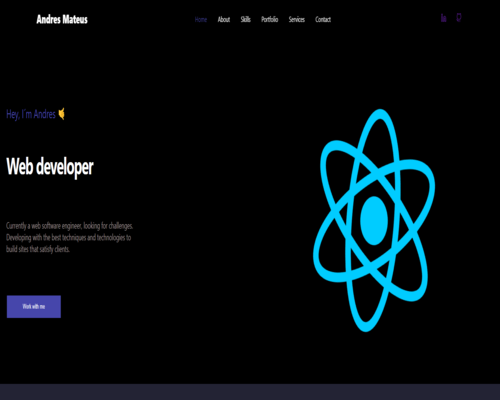 Andres Mateus
Home About Skills Portfolio Services Contact
Hey, I´m Andres
Web developer
Currently a web software engineer, looking for challenges.
Developing with the best techniques and technologies to
build sites that satisfy clients.
Work with me